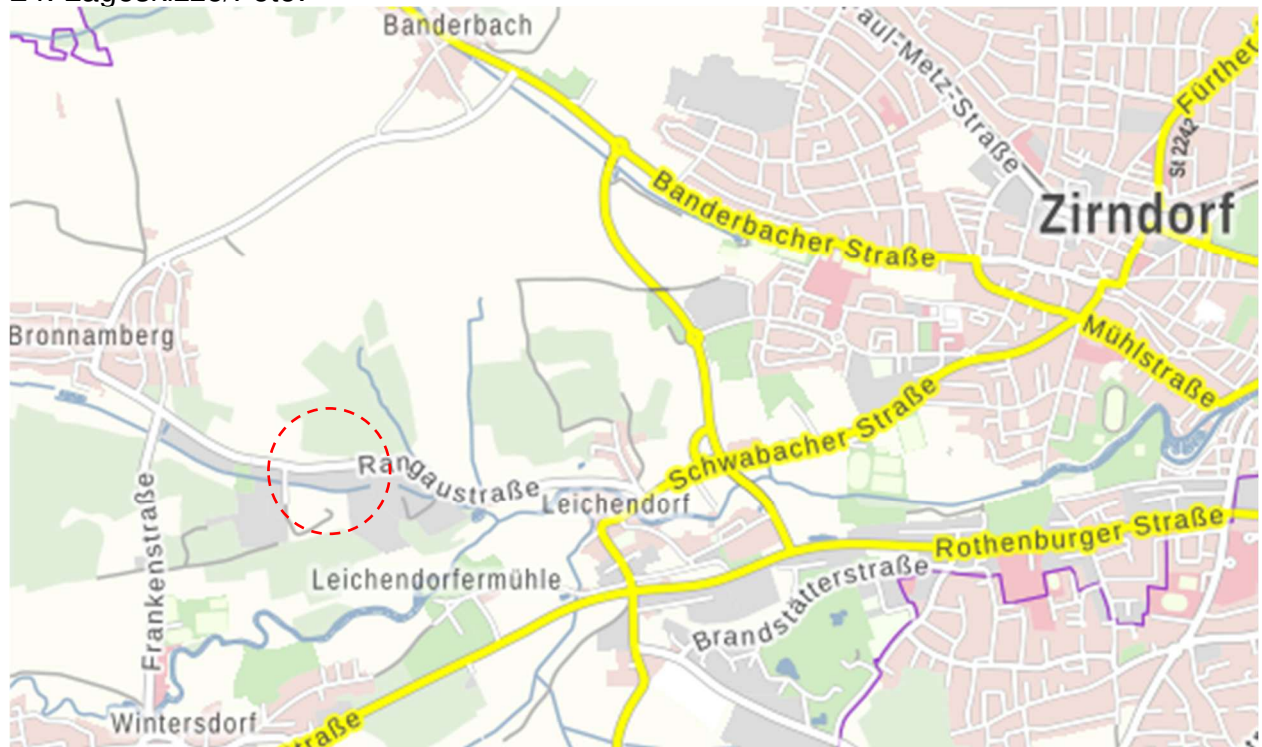 Banderbach
Paul-Metz-Straße
Fürther
St 2242
Zirndorf
Banderbacher Straße
Bronnamberg
Mühlstraße
Schwabacher-Straße
Rangaustraße
Leichendorf
Rothenburger Straße
Leichendorfermühle
Brandstätterstraße
Frankenstraße
Wintersdorf
straße